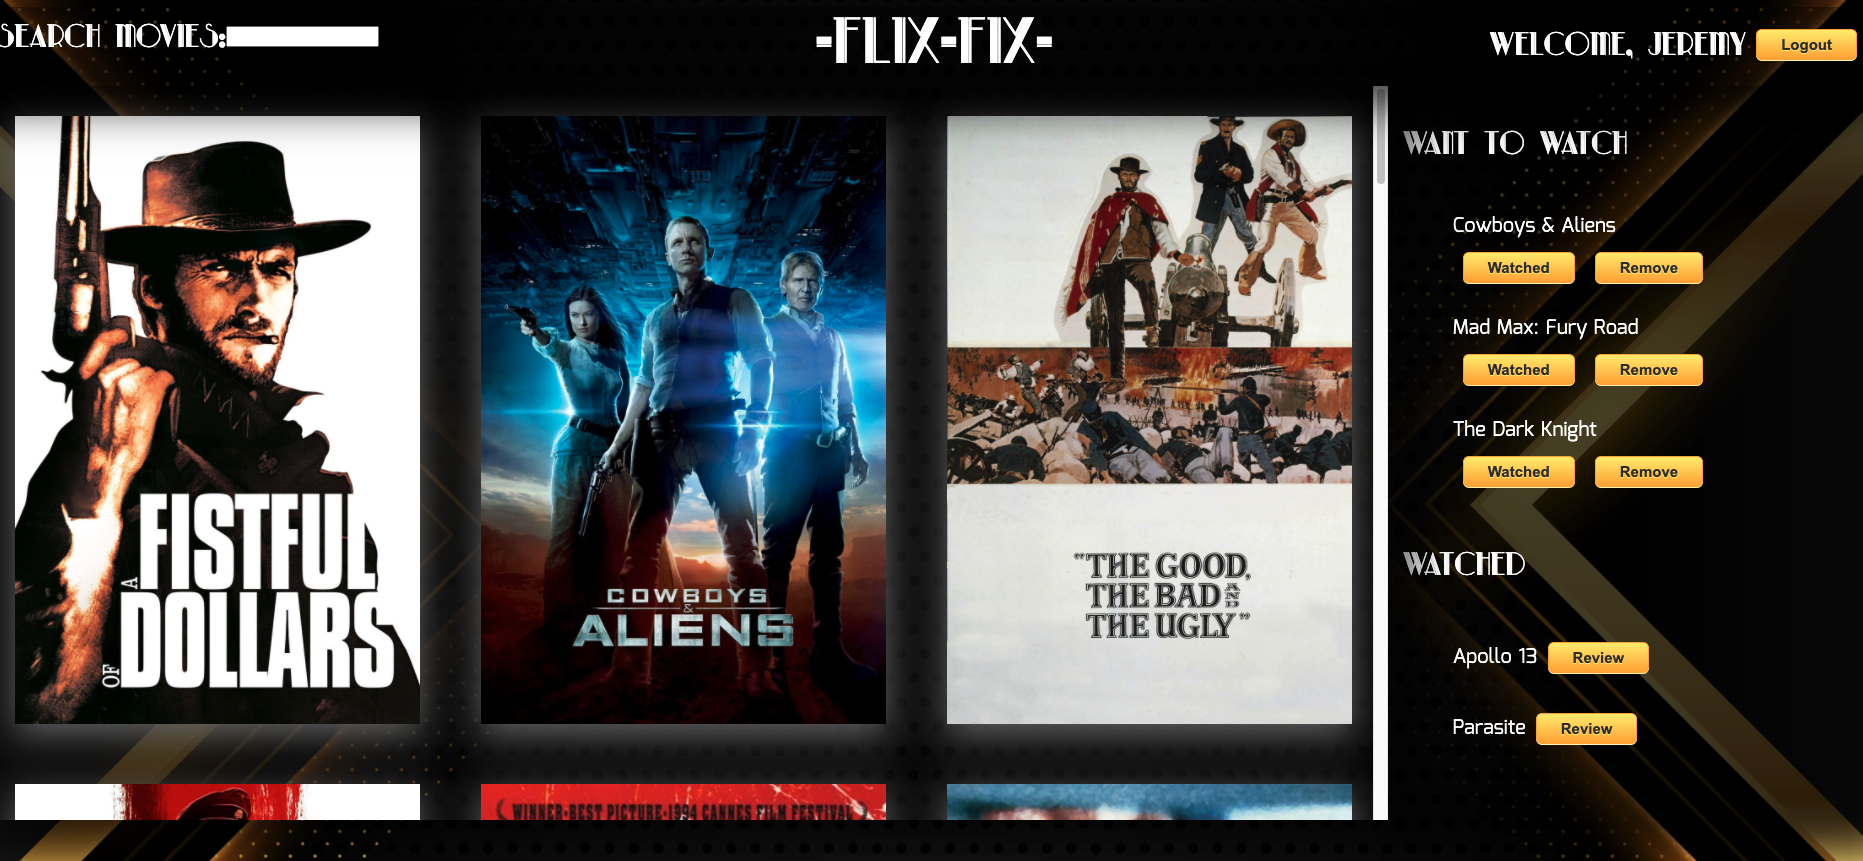 SEARCH MOVIES:
-FLIX-FIX-
WELCOME, JEREMY
Logout
A FISTFUL
OF DOLLARS
COWBOYS
&
ALIENS
"THE GOOD,
THE BAD AND
THE UGLY"
WINNER-BEST PICTURE-1994 CANNES FILM FESTIVAL
WANT TO WATCH
Cowboys & Aliens
Watched Remove
Mad Max: Fury Road
Watched Remove
The Dark Knight
Watched Remove
WATCHED
Apollo 13 Review
Parasite Review